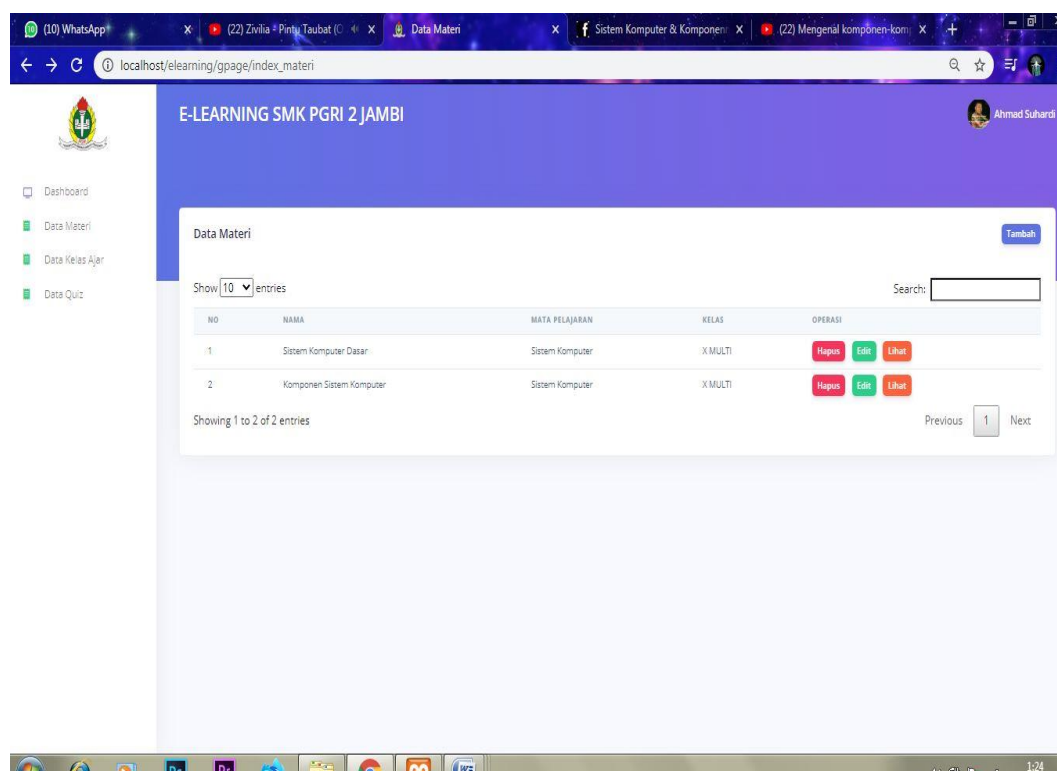 (10) WhatsApp
(22) Zivilia - Pintu Taubat (O
Data Materi
Sistem Komputer & Komponen
(22) Mengenal komponen-kom
localhost/elearning/gpage/index_materi
E-LEARNING SMK PGRI 2 JAMBI
Ahmad Suhardi
Dashboard
Data Materi
Data Kelas Ajar
Data Quiz
Data Materi
Tambah
Show 10 entries
Search:
NO NAMA MATA PELAJARAN KELAS OPERASI
1 Sistem Komputer Dasar Sistem Komputer X MULTI Hapus Edit Lihat
2 Komponen Sistem Komputer Sistem Komputer X MULTI Hapus Edit Lihat
Showing 1 to 2 of 2 entries
Previous 1 Next
1:24